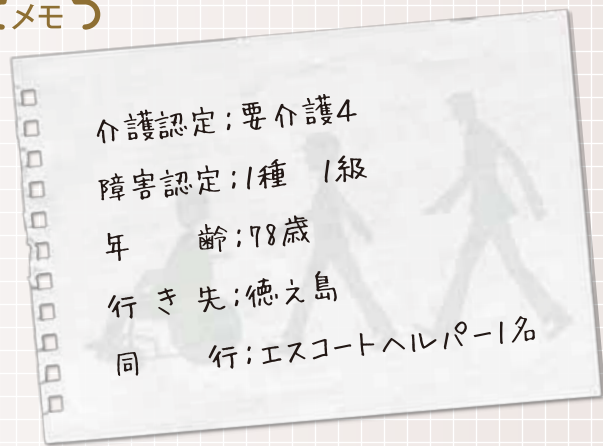 メモ
介護認定;要介護4
障害認定;1種 1級
年 齢;78歳
行き先;徳之島
同 行;エスコートヘルパー1名